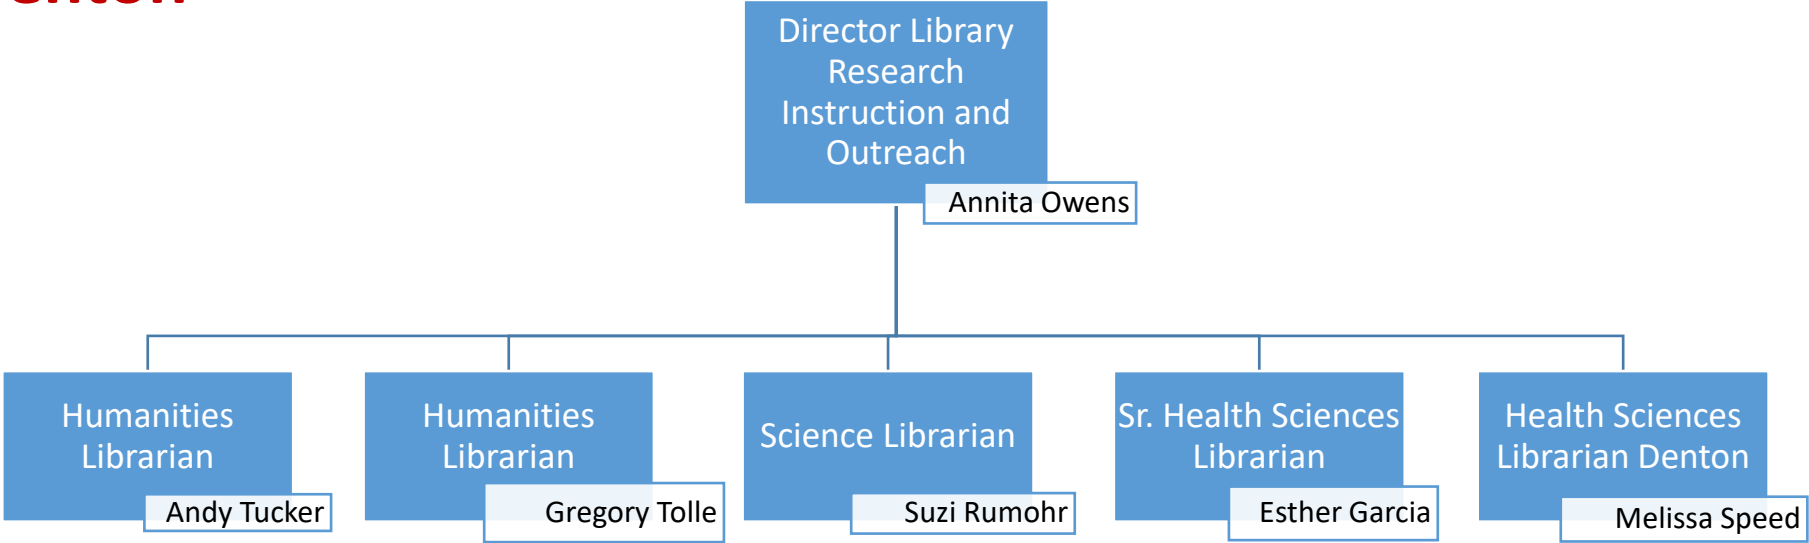 Director Library
Research
Instruction and
Outreach
Annita Owens
Humanities
Librarian
Andy Tucker
Humanities
Librarian
Gregory Tolle
Science Librarian
Suzi Rumohr
Sr. Health Sciences
Librarian
Esther Garcia
Health Sciences
Librarian Denton
Melissa Speed